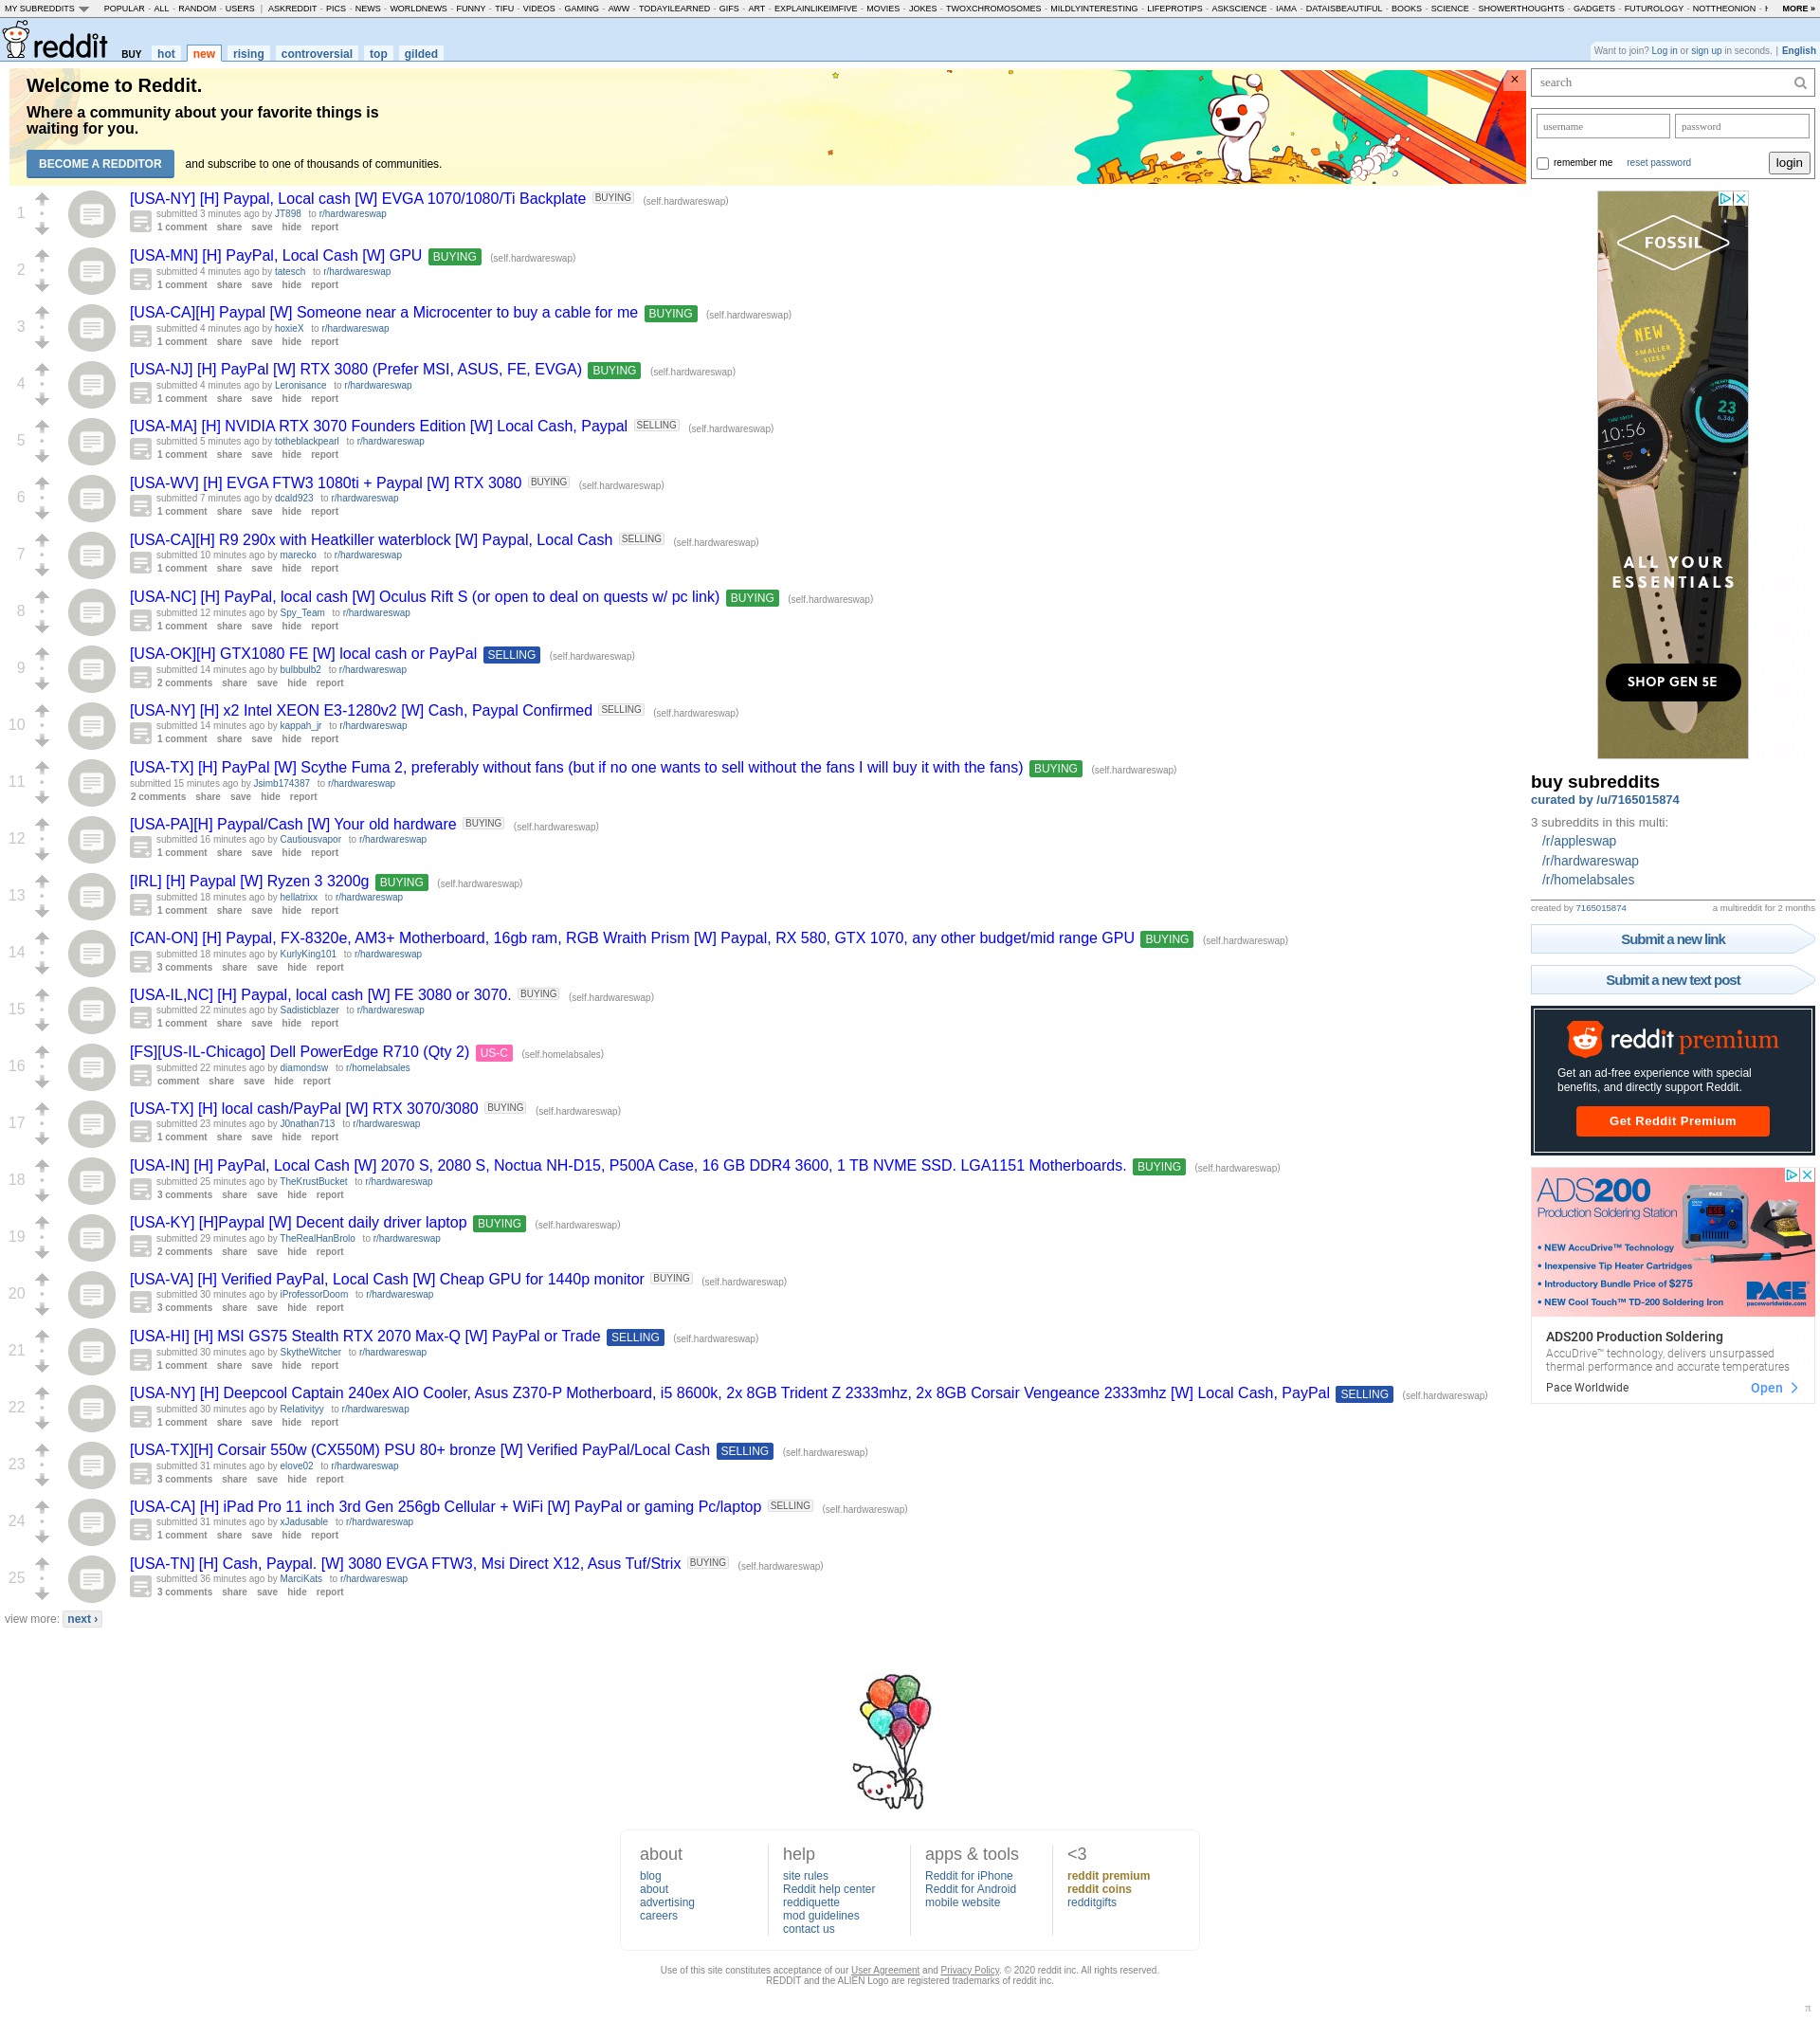 MY SUBREDDITS POPULAR - ALL - RANDOM - USERS | ASKREDDIT - PICS - NEWS - WORLDNEWS - FUNNY - TIFU - VIDEOS - GAMING - AWW - TODAYILEARNED - GIFS - ART - EXPLAINLIKEIMFIVE - MOVIES - JOKES - TWOXCHROMOSOMES - MILDLYINTERESTING - LIFEPROTIPS - ASKSCIENCE - IAMA - DATAISBEAUTIFUL - BOOKS - SCIENCE - SHOWERTHOUGHTS - GADGETS - FUTUROLOGY - NOTTHEONION - MORE »
reddit BUY hot new rising controversial top gilded
Want to join? Log in or sign up in seconds. | English
Welcome to Reddit.
Where a community about your favorite things is
waiting for you.
BECOME A REDDITOR and subscribe to one of thousands of communities.
×
1
[USA-NY] [H] Paypal, Local cash [W] EVGA 1070/1080/Ti Backplate BUYING (self.hardwareswap)
submitted 3 minutes ago by JT898 to r/hardwareswap
1 comment share save hide report
2
[USA-MN] [H] PayPal, Local Cash [W] GPU BUYING (self.hardwareswap)
submitted 4 minutes ago by tatesch to r/hardwareswap
1 comment share save hide report
3
[USA-CA][H] Paypal [W] Someone near a Microcenter to buy a cable for me BUYING (self.hardwareswap)
submitted 4 minutes ago by hoxieX to r/hardwareswap
1 comment share save hide report
4
[USA-NJ] [H] PayPal [W] RTX 3080 (Prefer MSI, ASUS, FE, EVGA) BUYING (self.hardwareswap)
submitted 4 minutes ago by Leronisance to r/hardwareswap
1 comment share save hide report
5
[USA-MA] [H] NVIDIA RTX 3070 Founders Edition [W] Local Cash, Paypal SELLING (self.hardwareswap)
submitted 5 minutes ago by totheblackpearl to r/hardwareswap
1 comment share save hide report
6
[USA-WV] [H] EVGA FTW3 1080ti + Paypal [W] RTX 3080 BUYING (self.hardwareswap)
submitted 7 minutes ago by dcald923 to r/hardwareswap
1 comment share save hide report
7
[USA-CA][H] R9 290x with Heatkiller waterblock [W] Paypal, Local Cash SELLING (self.hardwareswap)
submitted 10 minutes ago by marecko to r/hardwareswap
1 comment share save hide report
8
[USA-NC] [H] PayPal, local cash [W] Oculus Rift S (or open to deal on quests w/ pc link) BUYING (self.hardwareswap)
submitted 12 minutes ago by Spy_Team to r/hardwareswap
1 comment share save hide report
9
[USA-OK][H] GTX1080 FE [W] local cash or PayPal SELLING (self.hardwareswap)
submitted 14 minutes ago by bulbbulb2 to r/hardwareswap
2 comments share save hide report
10
[USA-NY] [H] x2 Intel XEON E3-1280v2 [W] Cash, Paypal Confirmed SELLING (self.hardwareswap)
submitted 14 minutes ago by kappah_jr to r/hardwareswap
1 comment share save hide report
11
[USA-TX] [H] PayPal [W] Scythe Fuma 2, preferably without fans (but if no one wants to sell without the fans I will buy it with the fans) BUYING (self.hardwareswap)
submitted 15 minutes ago by Jsimb174387 to r/hardwareswap
2 comments share save hide report
12
[USA-PA][H] Paypal/Cash [W] Your old hardware BUYING (self.hardwareswap)
submitted 16 minutes ago by Cautiousvapor to r/hardwareswap
1 comment share save hide report
13
[IRL] [H] Paypal [W] Ryzen 3 3200g BUYING (self.hardwareswap)
submitted 18 minutes ago by hellatrixx to r/hardwareswap
1 comment share save hide report
14
[CAN-ON] [H] Paypal, FX-8320e, AM3+ Motherboard, 16gb ram, RGB Wraith Prism [W] Paypal, RX 580, GTX 1070, any other budget/mid range GPU BUYING (self.hardwareswap)
submitted 18 minutes ago by KurlyKing101 to r/hardwareswap
3 comments share save hide report
15
[USA-IL,NC] [H] Paypal, local cash [W] FE 3080 or 3070. BUYING (self.hardwareswap)
submitted 22 minutes ago by Sadisticblazer to r/hardwareswap
1 comment share save hide report
16
[FS][US-IL-Chicago] Dell PowerEdge R710 (Qty 2) US-C (self.homelabsales)
submitted 22 minutes ago by diamondsw to r/homelabsales
comment share save hide report
17
[USA-TX] [H] local cash/PayPal [W] RTX 3070/3080 BUYING (self.hardwareswap)
submitted 23 minutes ago by J0nathan713 to r/hardwareswap
1 comment share save hide report
18
[USA-IN] [H] PayPal, Local Cash [W] 2070 S, 2080 S, Noctua NH-D15, P500A Case, 16 GB DDR4 3600, 1 TB NVME SSD. LGA1151 Motherboards. BUYING (self.hardwareswap)
submitted 25 minutes ago by TheKrustBucket to r/hardwareswap
3 comments share save hide report
19
[USA-KY] [H]Paypal [W] Decent daily driver laptop BUYING (self.hardwareswap)
submitted 29 minutes ago by TheRealHanBrolo to r/hardwareswap
2 comments share save hide report
20
[USA-VA] [H] Verified PayPal, Local Cash [W] Cheap GPU for 1440p monitor BUYING (self.hardwareswap)
submitted 30 minutes ago by iProfessorDoom to r/hardwareswap
3 comments share save hide report
21
[USA-HI] [H] MSI GS75 Stealth RTX 2070 Max-Q [W] PayPal or Trade SELLING (self.hardwareswap)
submitted 30 minutes ago by SkytheWitcher to r/hardwareswap
1 comment share save hide report
22
[USA-NY] [H] Deepcool Captain 240ex AIO Cooler, Asus Z370-P Motherboard, i5 8600k, 2x 8GB Trident Z 2333mhz, 2x 8GB Corsair Vengeance 2333mhz [W] Local Cash, PayPal SELLING (self.hardwareswap)
submitted 30 minutes ago by Relativityy to r/hardwareswap
1 comment share save hide report
23
[USA-TX][H] Corsair 550w (CX550M) PSU 80+ bronze [W] Verified PayPal/Local Cash SELLING (self.hardwareswap)
submitted 31 minutes ago by elove02 to r/hardwareswap
3 comments share save hide report
24
[USA-CA] [H] iPad Pro 11 inch 3rd Gen 256gb Cellular + WiFi [W] PayPal or gaming Pc/laptop SELLING (self.hardwareswap)
submitted 31 minutes ago by xJadusable to r/hardwareswap
1 comment share save hide report
25
[USA-TN] [H] Cash, Paypal. [W] 3080 EVGA FTW3, Msi Direct X12, Asus Tuf/Strix BUYING (self.hardwareswap)
submitted 36 minutes ago by MarciKats to r/hardwareswap
3 comments share save hide report
view more: next ›
search
username password
remember me reset password login
FOSSIL
NEW
SMALLER
SIZES
23
6,346
10:56
ALL YOUR
ESSENTIALS
SHOP GEN 5E
buy subreddits
curated by /u/7165015874
3 subreddits in this multi:
/r/appleswap
/r/hardwareswap
/r/homelabsales
created by 7165015874 a multireddit for 2 months
Submit a new link
Submit a new text post
reddit premium
Get an ad-free experience with special
benefits, and directly support Reddit.
Get Reddit Premium
ADS200
Production Soldering Station
PACE
• NEW AccuDrive™ Technology
• Inexpensive Tip Heater Cartridges
• Introductory Bundle Price of $275
• NEW Cool Touch™ TD-200 Soldering Iron
PACE
paceworldwide.com
ADS200 Production Soldering
AccuDrive™ technology, delivers unsurpassed
thermal performance and accurate temperatures
Pace Worldwide Open
about
blog
about
advertising
careers
help
site rules
Reddit help center
reddiquette
mod guidelines
contact us
apps & tools
Reddit for iPhone
Reddit for Android
mobile website
<3
reddit premium
reddit coins
redditgifts
Use of this site constitutes acceptance of our User Agreement and Privacy Policy. © 2020 reddit inc. All rights reserved.
REDDIT and the ALIEN Logo are registered trademarks of reddit inc.
π